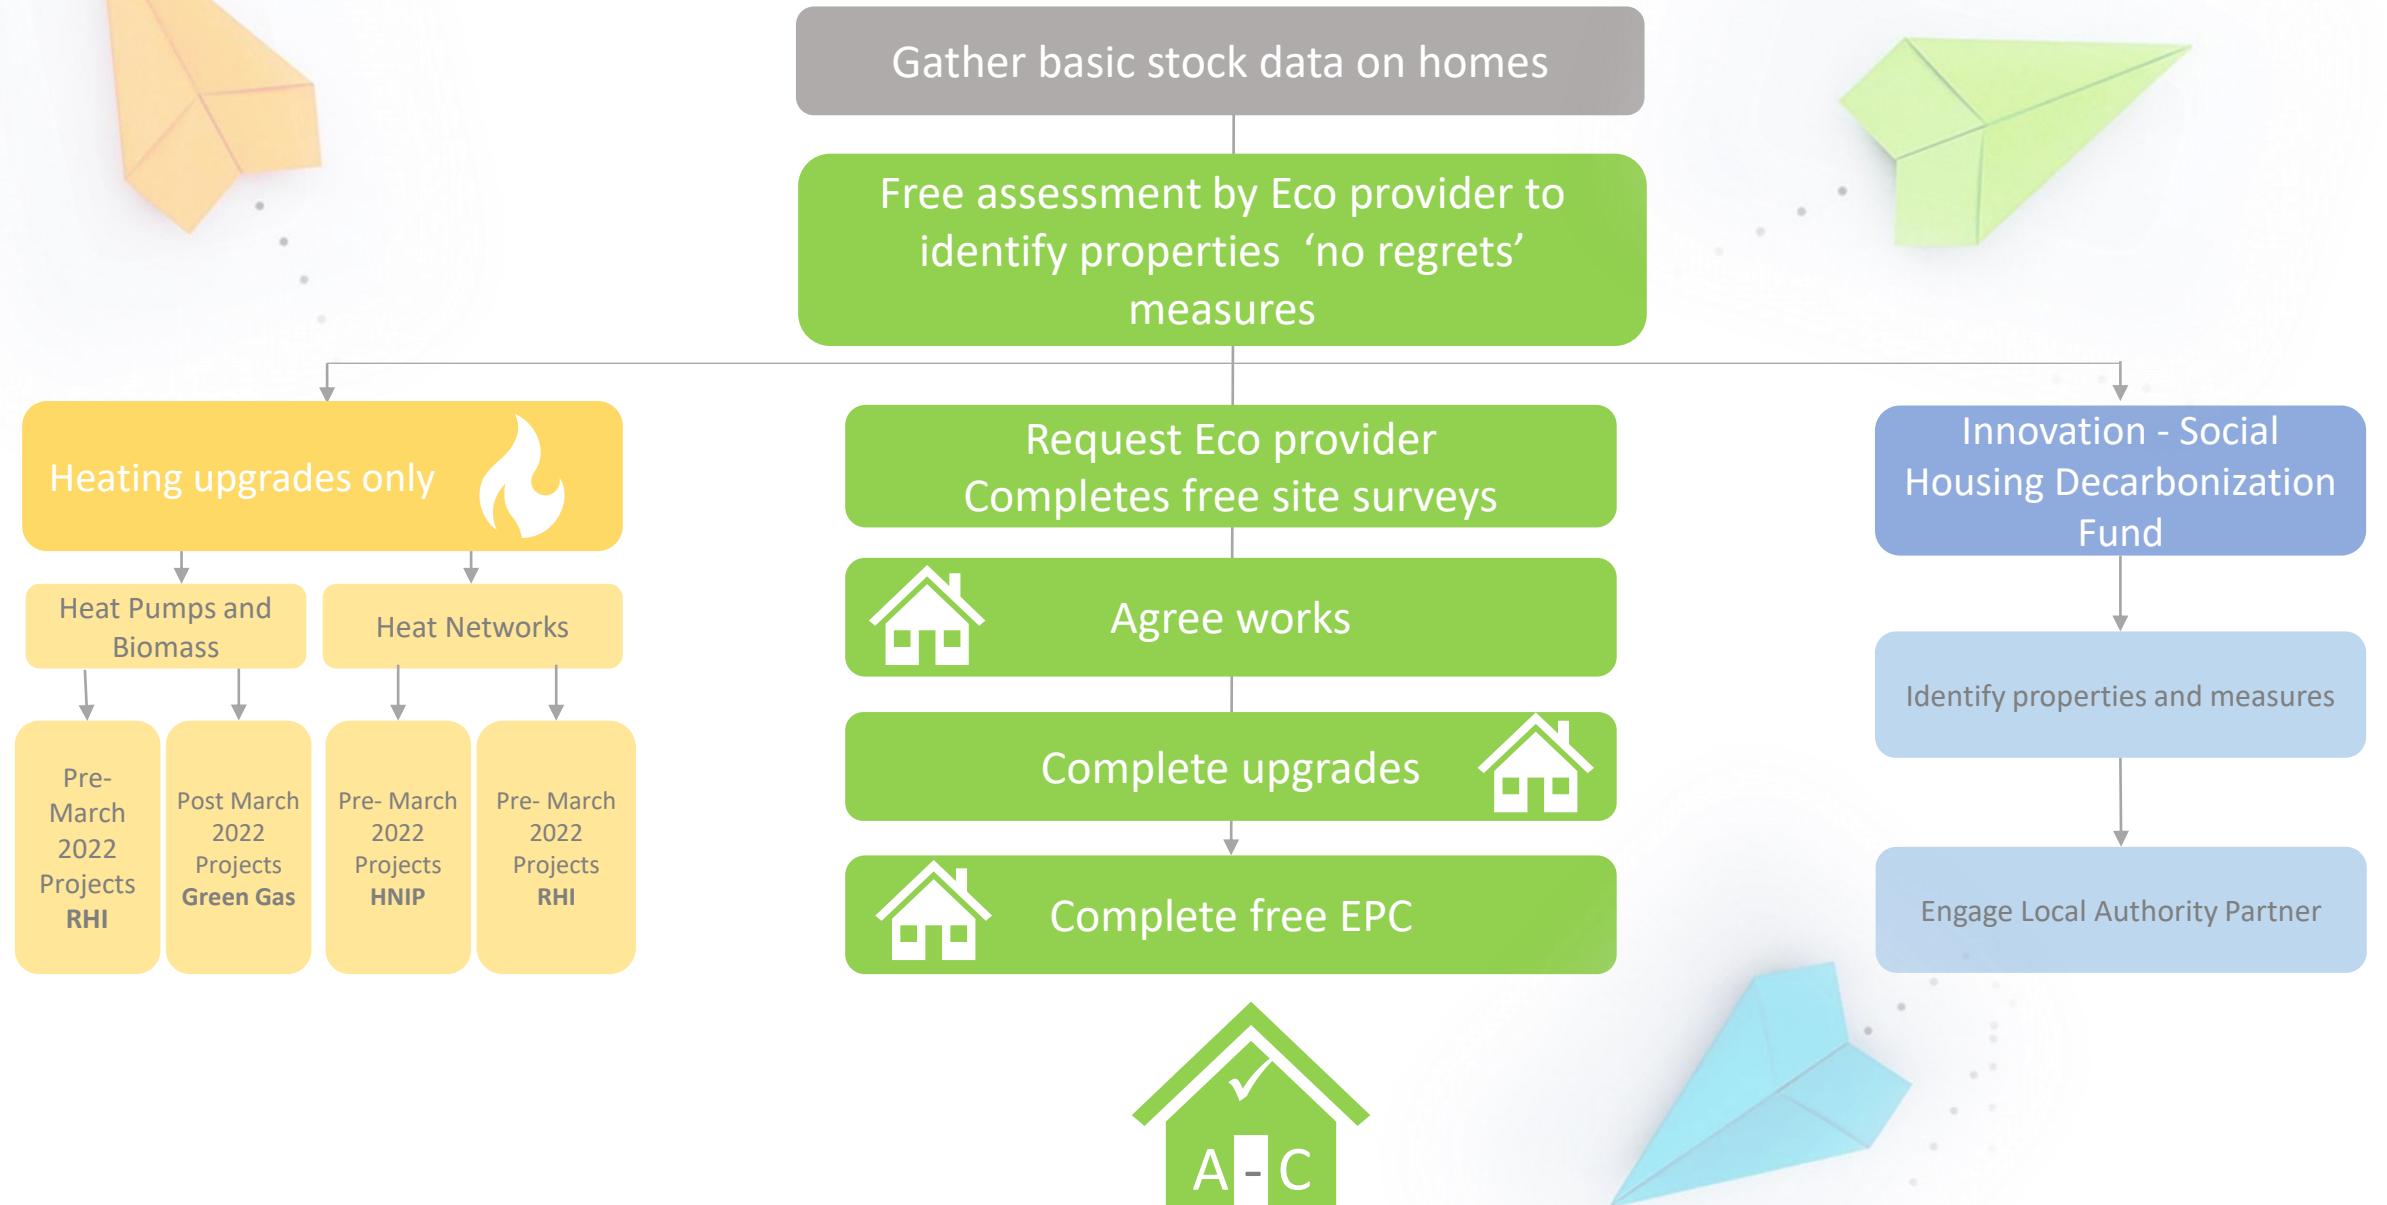 Gather basic stock data on homes
Free assessment by Eco provider to
identify properties ‘no regrets’
measures
Heating upgrades only
Heat Pumps and
Biomass
Heat Networks
Pre-
March
2022
Projects
RHI
Post March
2022
Projects
Green Gas
Pre- March
2022
Projects
HNIP
Pre- March
2022
Projects
RHI
Request Eco provider
Completes free site surveys
Agree works
Complete upgrades
Complete free EPC
A - C
Innovation - Social
Housing Decarbonization
Fund
Identify properties and measures
Engage Local Authority Partner